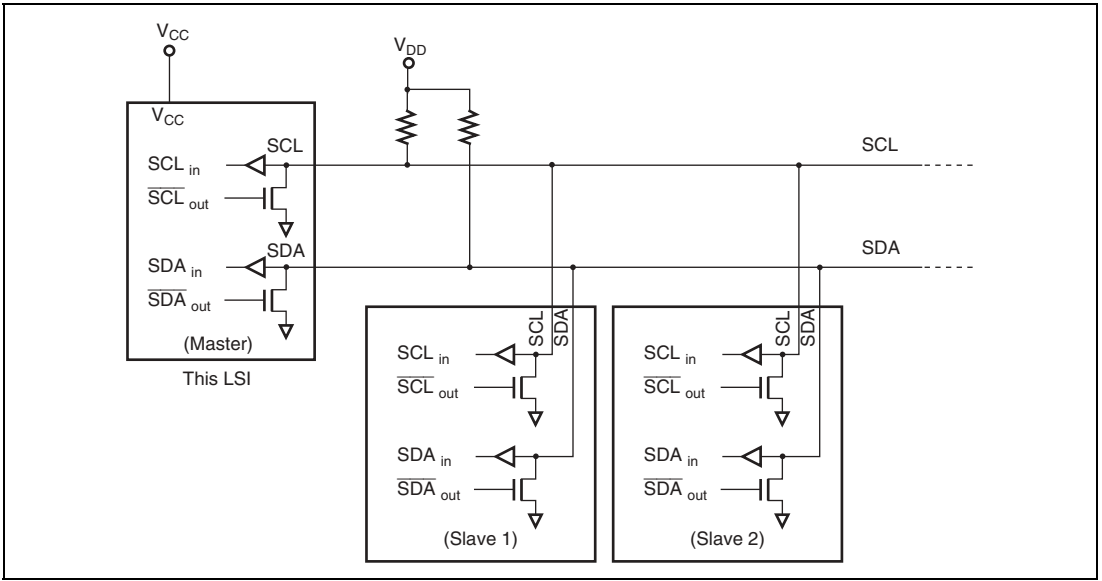 VCC
VDD
VCC
SCL
SCL in
SCL out
SDA
SDA in
SDA out
(Master)
This LSI
SCL
SDA
SCL
SDA
SCL in
SCL out
SDA in
SDA out
(Slave 1)
SCL
SDA
SCL in
SCL out
SDA in
SDA out
(Slave 2)